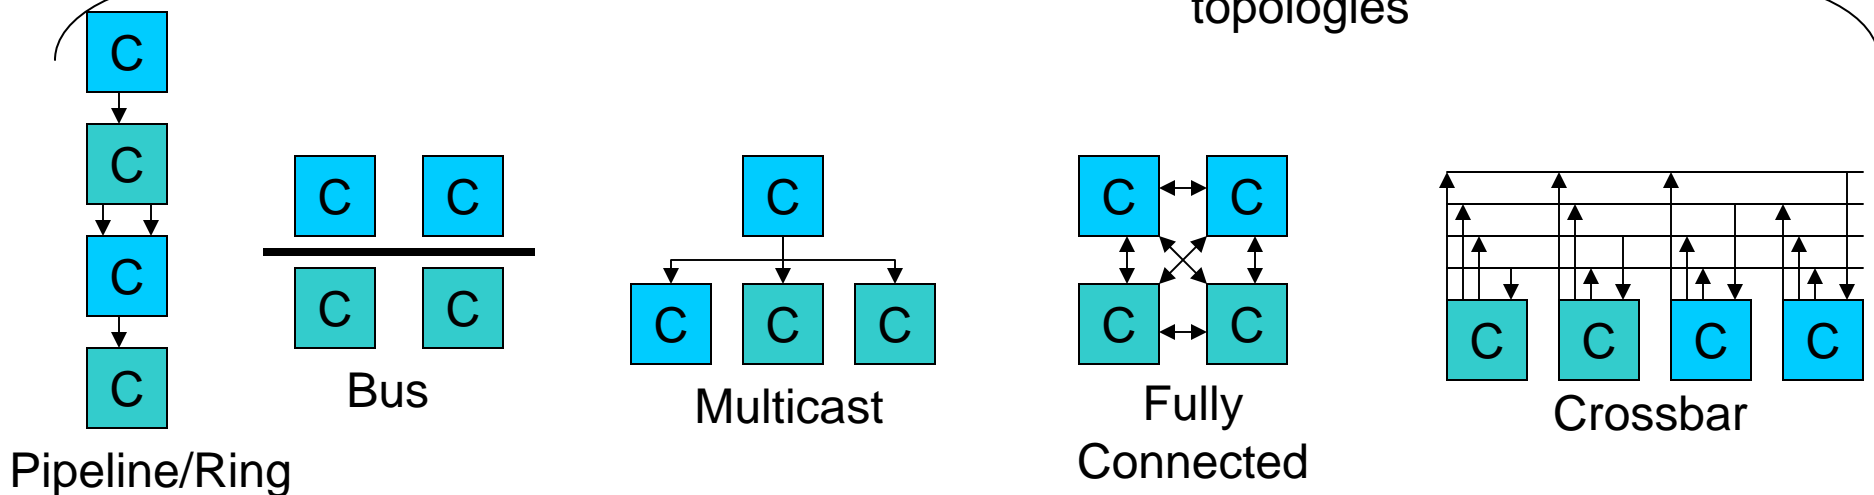 topologies
C
C
C
C
Pipeline/Ring
C C
C C
Bus
C
C C C
Multicast
C C
C C
Fully
Connected
C C C C
Crossbar